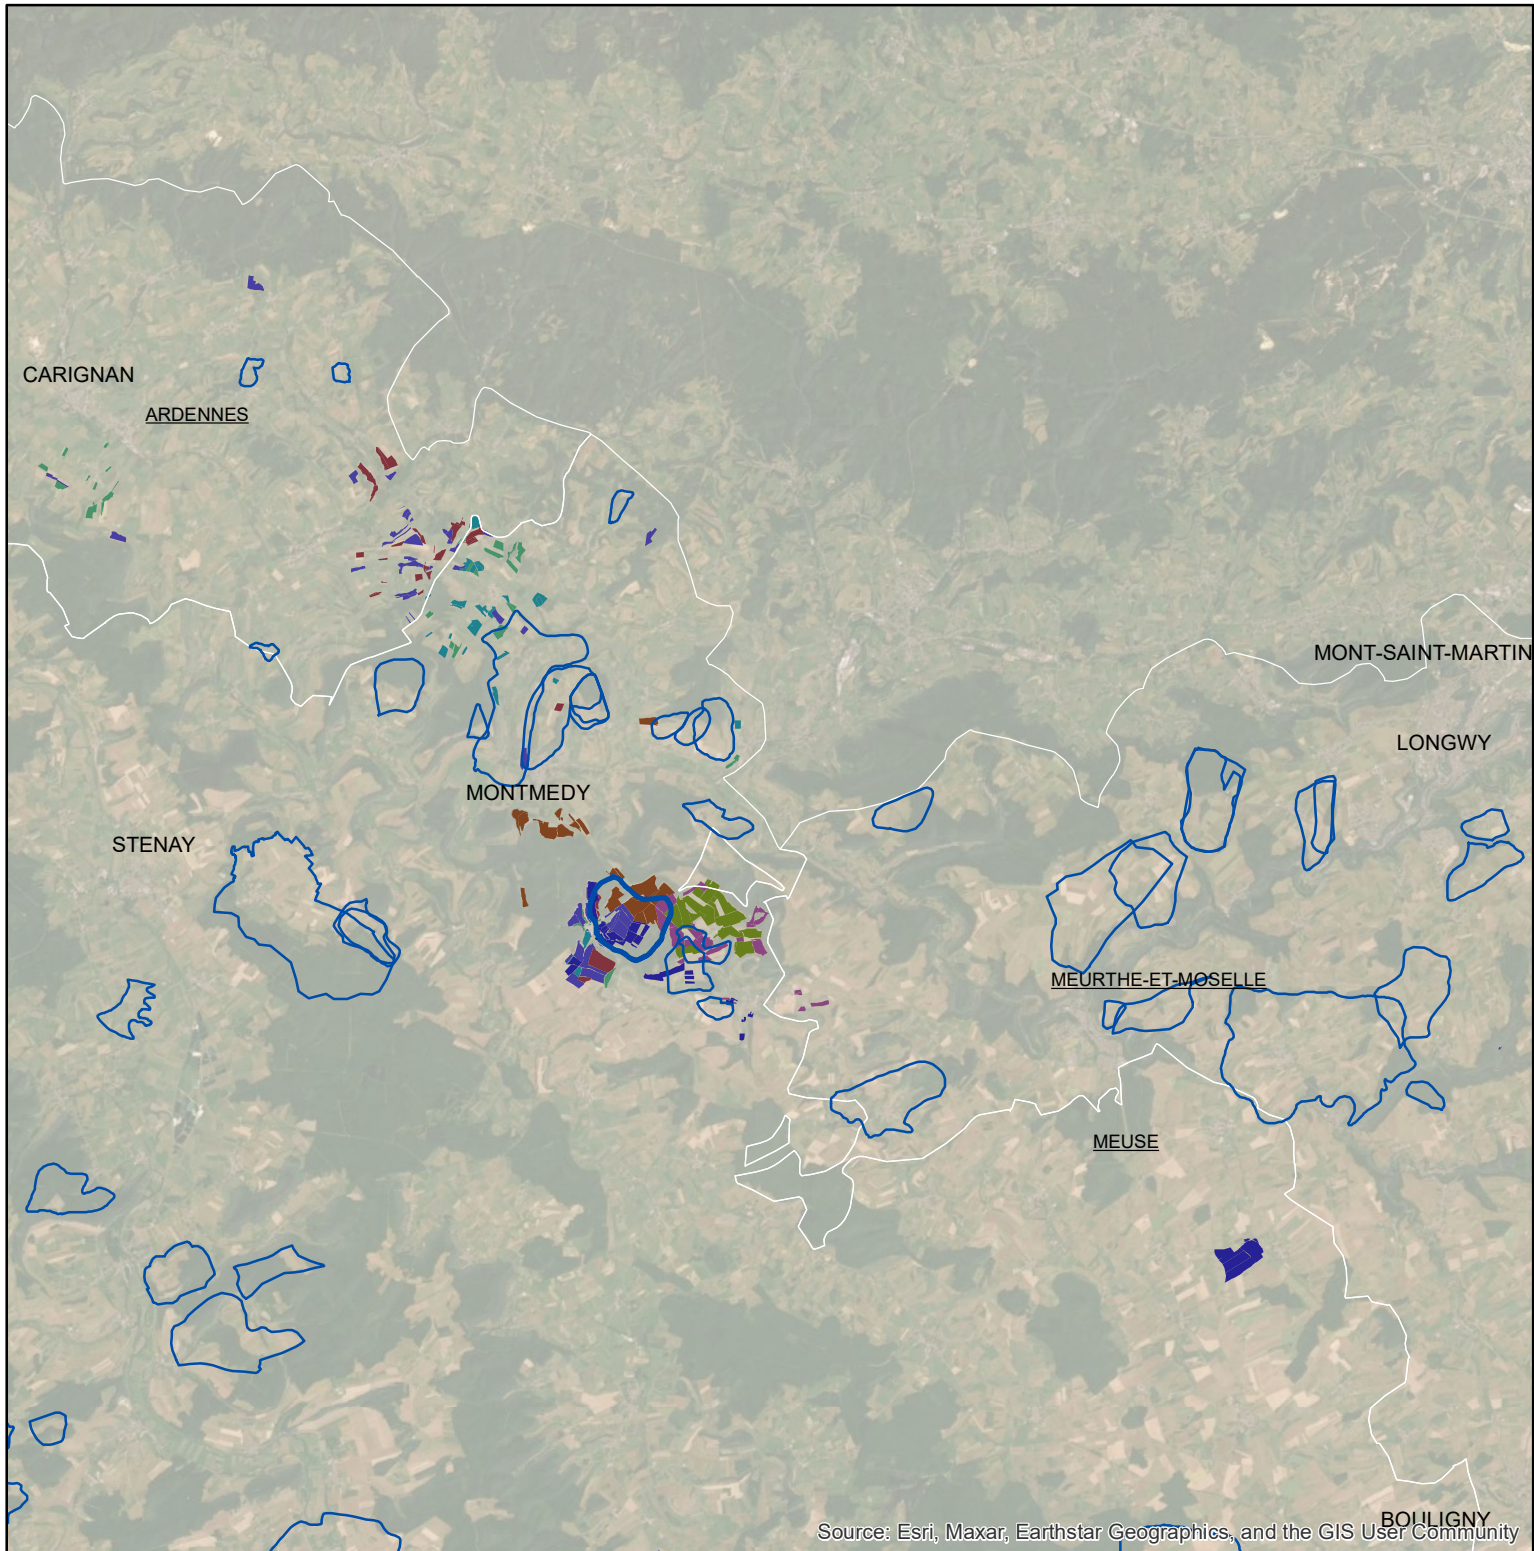 CARIGNAN
ARDENNES
MONT-SAINT-MARTIN
LONGWY
MONTMEDY
STENAY
MEURTHE-ET-MOSELLE
MEUSE
BOULIGNY
Source: Esri, Maxar, Earthstar Geographics, and the GIS User Community